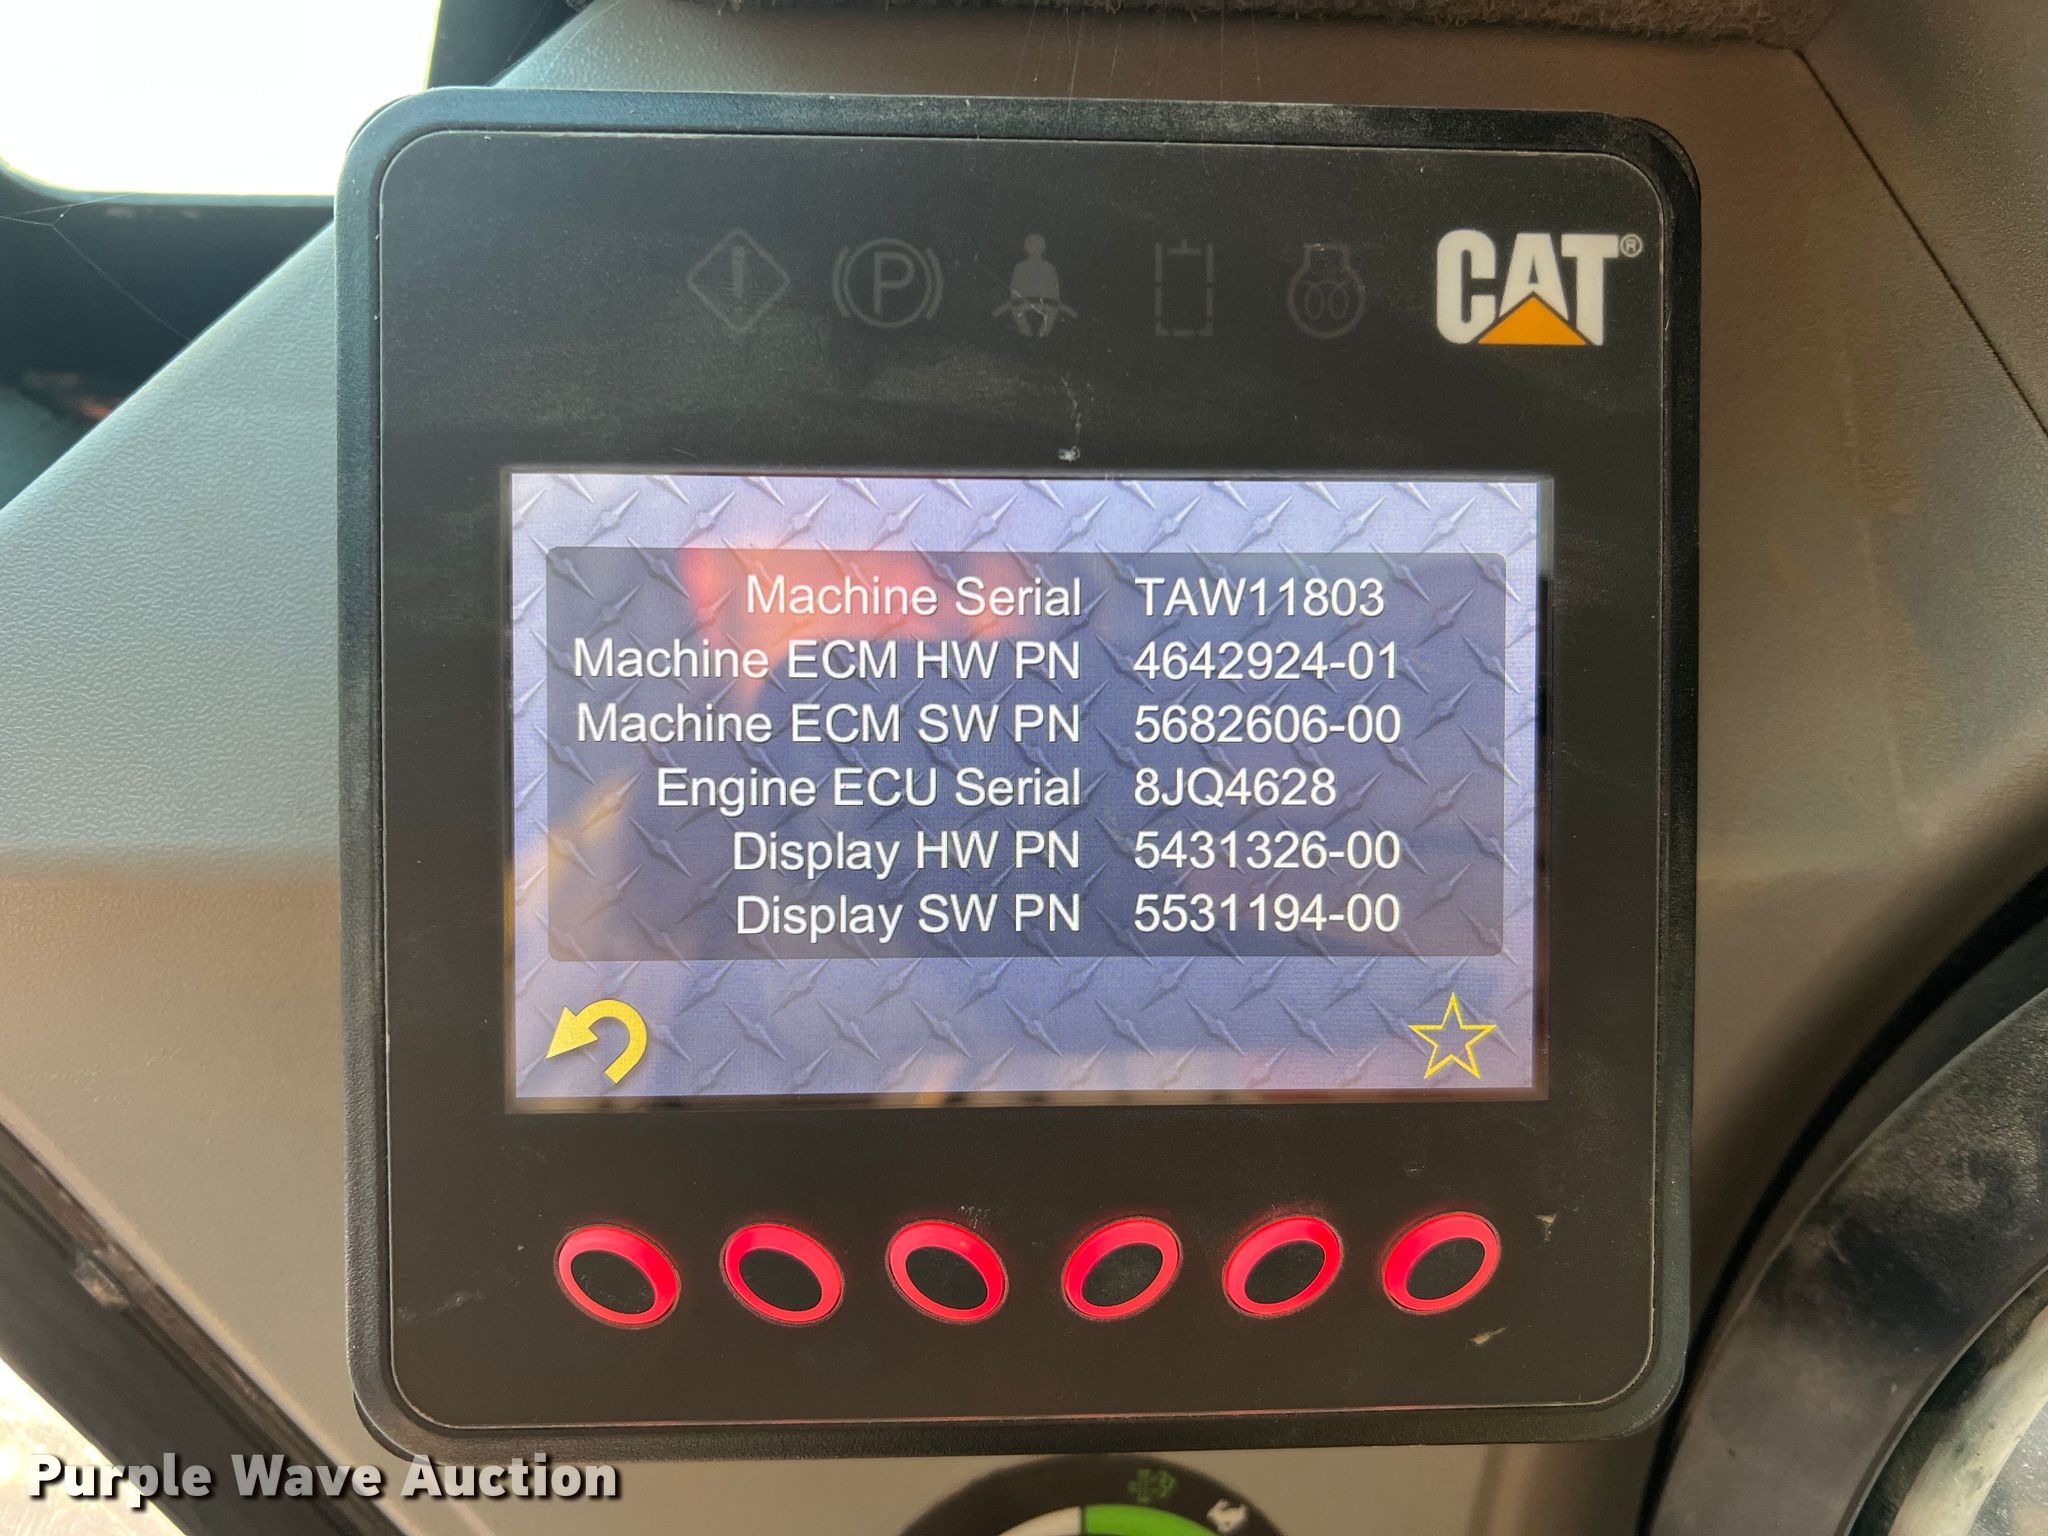 CAT®
Machine Serial TAW11803
Machine ECM HW PN 4642924-01
Machine ECM SW PN 5682606-00
Engine ECU Serial 8JQ4628
Display HW PN 5431326-00
Display SW PN 5531194-00
Purple Wave Auction